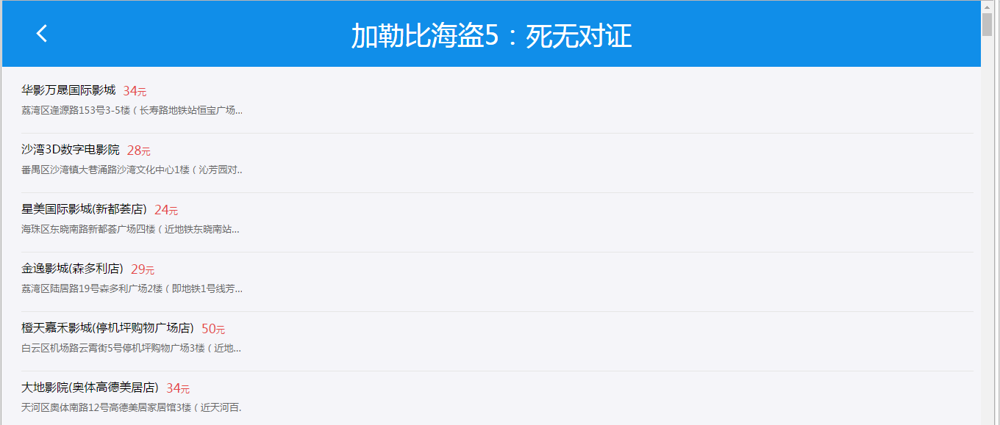 加勒比海盗5：死无对证
华影万晟国际影城 34元
荔湾区逢源路153号3-5楼（长寿路地铁站恒宝广场...
沙湾3D数字电影院 28元
番禺区沙湾镇大巷涌路沙湾文化中心1楼（沁芳园对..
星美国际影城(新都荟店) 24元
海珠区东晓南路新都荟广场四楼（近地铁东晓南站...
金逸影城(森多利店) 29元
荔湾区陆居路19号森多利广场2楼（即地铁1号线芳...
橙天嘉禾影城(停机坪购物广场店) 50元
白云区机场路云霄街5号停机坪购物广场3楼（近地...
大地影院(奥体高德美居店) 34元
天河区奥体南路12号高德美居家居馆3楼（近天河百.